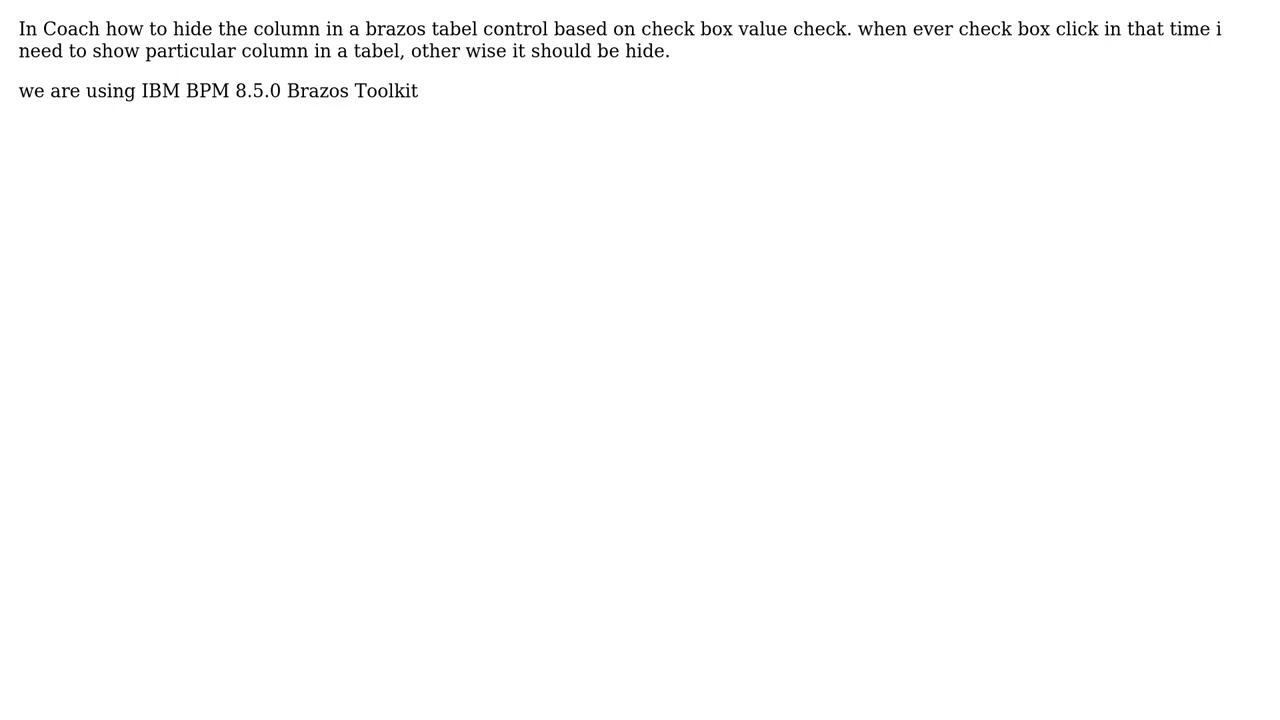 In Coach how to hide the column in a brazos tabel control based on check box value check. when ever check box click in that time i
need to show particular column in a tabel, other wise it should be hide.
we are using IBM BPM 8.5.0 Brazos Toolkit